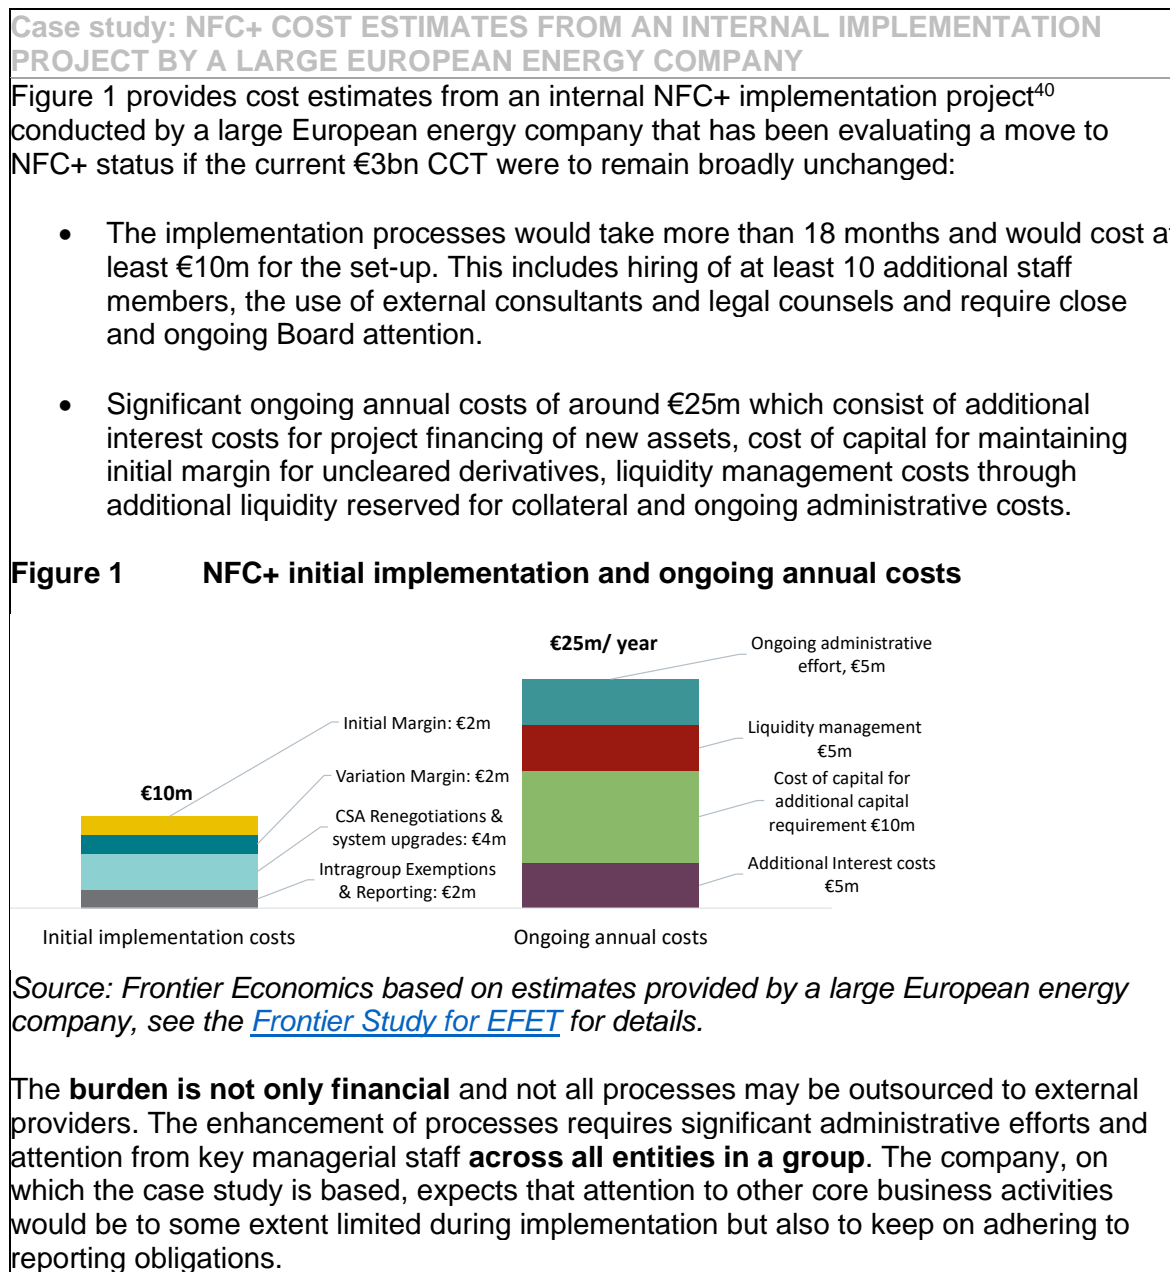 Case study: NFC+ COST ESTIMATES FROM AN INTERNAL IMPLEMENTATION
PROJECT BY A LARGE EUROPEAN ENERGY COMPANY
Figure 1 provides cost estimates from an internal NFC+ implementation project40
conducted by a large European energy company that has been evaluating a move to
NFC+ status if the current €3bn CCT were to remain broadly unchanged:
• The implementation processes would take more than 18 months and would cost at
least €10m for the set-up. This includes hiring of at least 10 additional staff
members, the use of external consultants and legal counsels and require close
and ongoing Board attention.
• Significant ongoing annual costs of around €25m which consist of additional
interest costs for project financing of new assets, cost of capital for maintaining
initial margin for uncleared derivatives, liquidity management costs through
additional liquidity reserved for collateral and ongoing administrative costs.
Figure 1 NFC+ initial implementation and ongoing annual costs
€10m
Initial Margin: €2m
Variation Margin: €2m
CSA Renegotiations &
system upgrades: €4m
Intragroup Exemptions
& Reporting: €2m
Initial implementation costs
€25m/ year
Ongoing administrative
effort, €5m
Liquidity management
€5m
Cost of capital for
additional capital
requirement €10m
Additional Interest costs
€5m
Ongoing annual costs
Source: Frontier Economics based on estimates provided by a large European energy
company, see the Frontier Study for EFET for details.
The burden is not only financial and not all processes may be outsourced to external
providers. The enhancement of processes requires significant administrative efforts and
attention from key managerial staff across all entities in a group. The company, on
which the case study is based, expects that attention to other core business activities
would be to some extent limited during implementation but also to keep on adhering to
reporting obligations.